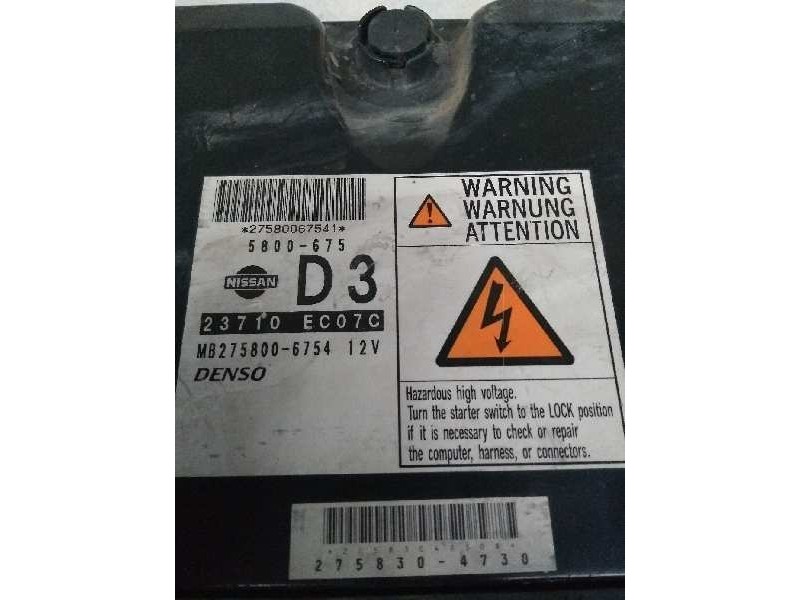 *27580067541*
5800-675
NISSAN
D3
23710 EC07C
MB275800-6754 12V
DENSO
WARNING
WARNUNG
ATTENTION
Hazardous high voltage.
Turn the starter switch to the LOCK position
if it is necessary to check or repair
the computer, harness, or connectors.
275830-4730